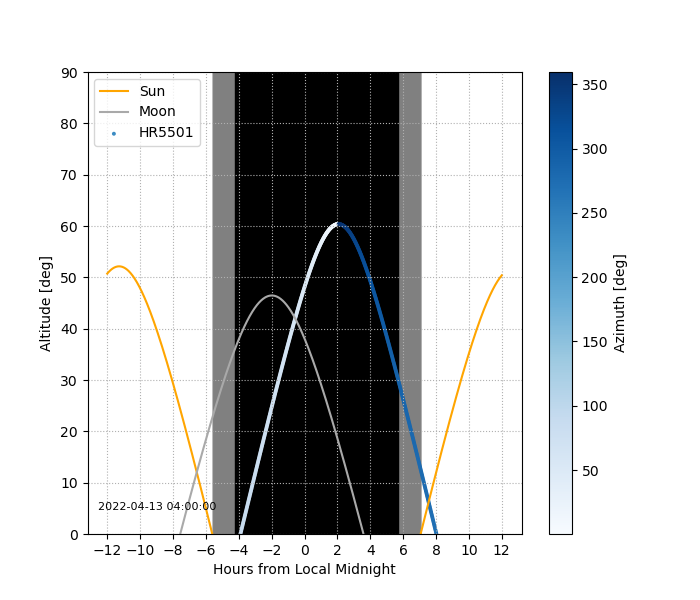 90
80
70
60
50
40
30
20
10
0
Altitude [deg]
Sun
Moon
HR5501
2022-04-13 04:00:00
−12 −10 −8 −6 −4 −2 0 2 4 6 8 10 12
Hours from Local Midnight
350
300
250
200
150
100
50
Azimuth [deg]